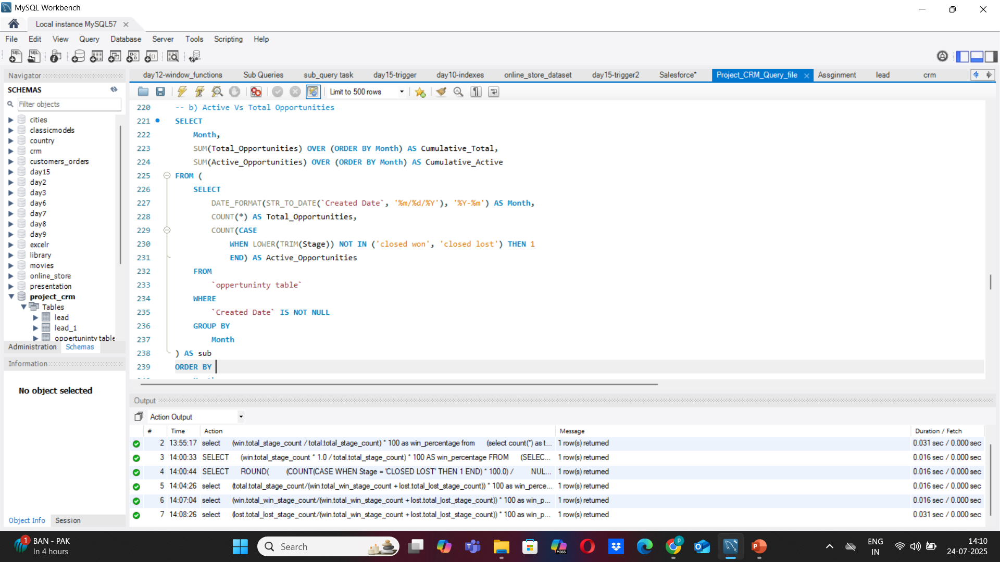 MySQL Workbench
Local instance MySQL57
File Edit View Query Database Server Tools Scripting Help
Navigator
SCHEMAS
Filter objects
cities
classicmodels
country
crm
customers_orders
day15
day2
day3
day6
day7
day8
day9
excelr
library
movies
online_store
presentation
project_crm
Tables
lead
lead_1
oppertuninty table
Administration Schemas
Information
No object selected
Object Info Session
day12-window_functions Sub Queries sub_query task day15-trigger day10-indexes online_store_dataset day15-trigger2 Salesforce* Project_CRM_Query_file Assginment lead crm
Limit to 500 rows
220 -- b) Active Vs Total Opportunities
221 SELECT
222 Month,
223 SUM(Total_Opportunities) OVER (ORDER BY Month) AS Cumulative_Total,
224 SUM(Active_Opportunities) OVER (ORDER BY Month) AS Cumulative_Active
225 FROM (
226 SELECT
227 DATE_FORMAT(STR_TO_DATE(`Created Date`, '%m/%d/%Y'), '%Y-%m') AS Month,
228 COUNT(*) AS Total_Opportunities,
229 COUNT(CASE
230 WHEN LOWER(TRIM(Stage)) NOT IN ('closed won', 'closed lost') THEN 1
231 END) AS Active_Opportunities
232 FROM
233 `oppertuninty table`
234 WHERE
235 `Created Date` IS NOT NULL
236 GROUP BY
237 Month
238 ) AS sub
239 ORDER BY
Output
Action Output
# Time Action Message Duration / Fetch
2 13:55:17 select (win.total_stage_count / total.total_stage_count) * 100 as win_percentage from (select count(*) as t... 1 row(s) returned 0.031 sec / 0.000 sec
3 14:00:33 SELECT (win.total_stage_count * 1.0 / total.total_stage_count) * 100 AS win_percentage FROM (SELEC... 1 row(s) returned 0.016 sec / 0.000 sec
4 14:00:44 SELECT ROUND( (COUNT(CASE WHEN Stage = 'CLOSED LOST' THEN 1 END) * 100.0) / NUL... 1 row(s) returned 0.016 sec / 0.000 sec
5 14:04:26 select (total.total_stage_count/(win.total_win_stage_count + lost.total_lost_stage_count)) * 100 as win_perce... 1 row(s) returned 0.016 sec / 0.000 sec
6 14:07:04 select (win.total_win_stage_count/(win.total_win_stage_count + lost.total_lost_stage_count)) * 100 as win_p... 1 row(s) returned 0.016 sec / 0.000 sec
7 14:08:26 select (lost.total_lost_stage_count/(win.total_win_stage_count + lost.total_lost_stage_count)) * 100 as win_p... 1 row(s) returned 0.031 sec / 0.000 sec
1
BAN - PAK
In 4 hours
Search
M365
ENG
IN
14:10
24-07-2025